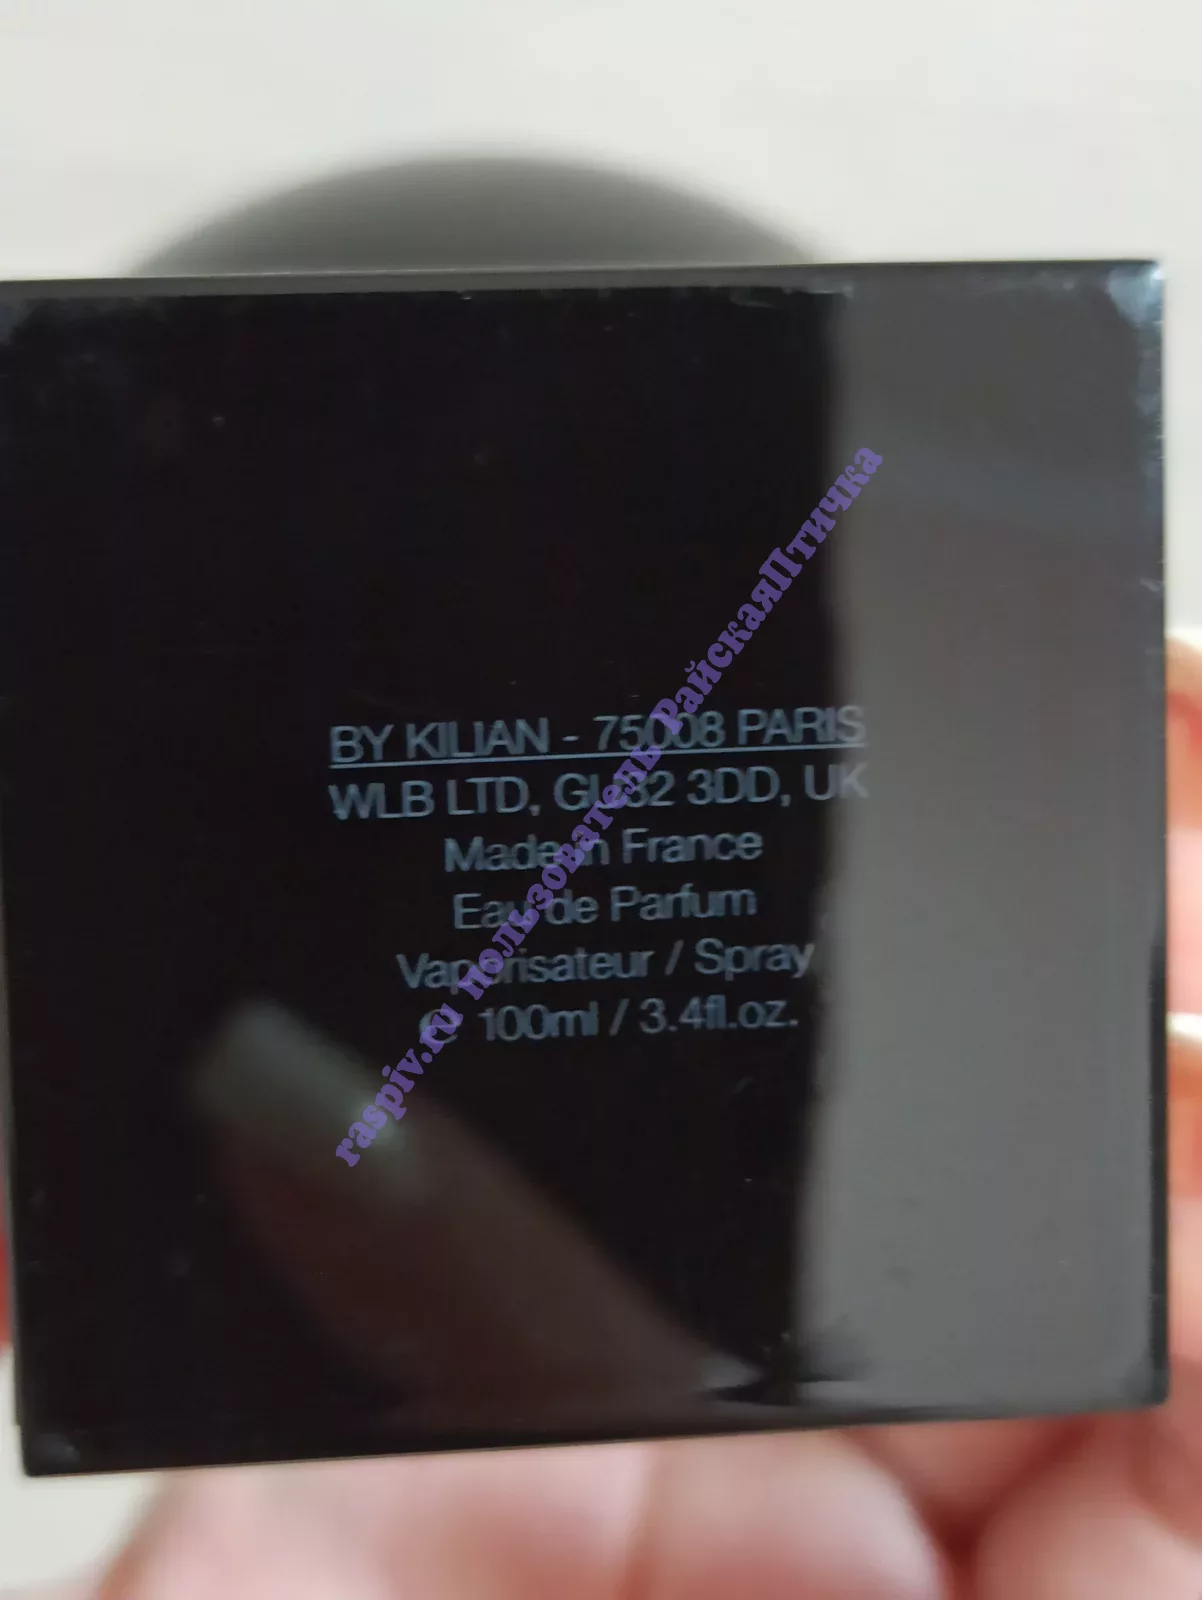 BY KILIAN - 75008 PARIS
WLB LTD, GU32 3DD, UK
Made in France
Eau de Parfum
Vaporisateur / Spray
℮ 100ml / 3.4fl.oz.
raspiv.ru пользователь РайскаяПтичка